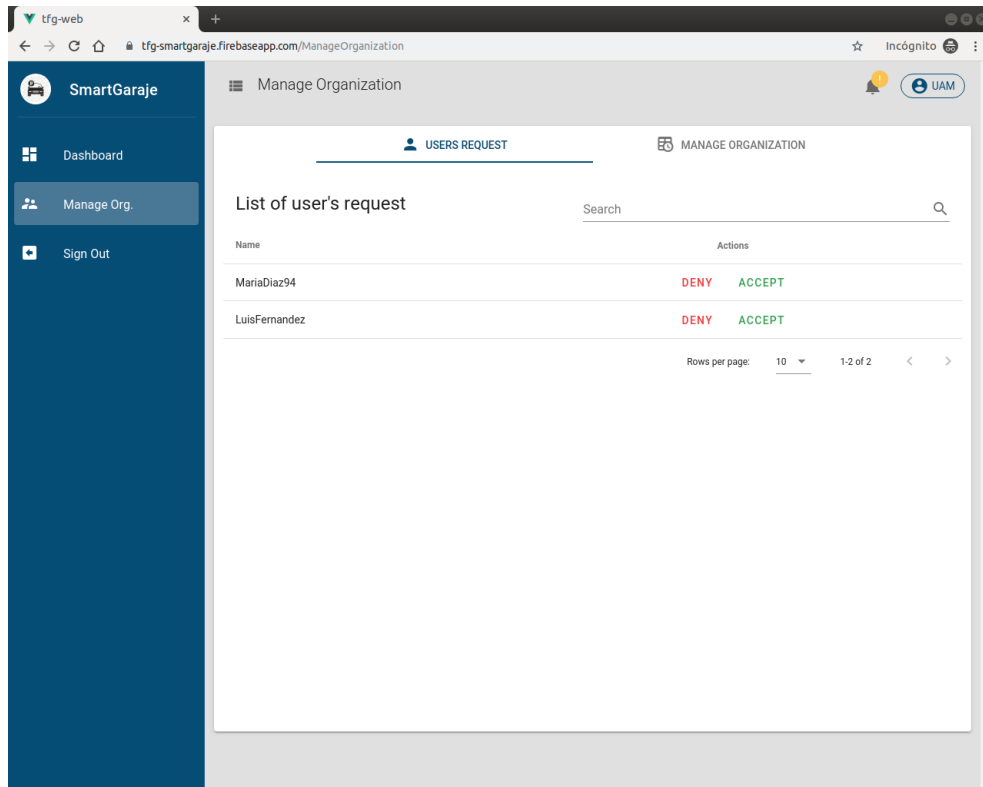 tfg-web
tfg-smartgaraje.firebaseapp.com/ManageOrganization
Incógnito
SmartGaraje
Manage Organization
!
UAM
Dashboard
Manage Org.
Sign Out
USERS REQUEST
MANAGE ORGANIZATION
List of user's request
Search
Name
Actions
MariaDiaz94
DENY
ACCEPT
LuisFernandez
DENY
ACCEPT
Rows per page:
10
1-2 of 2